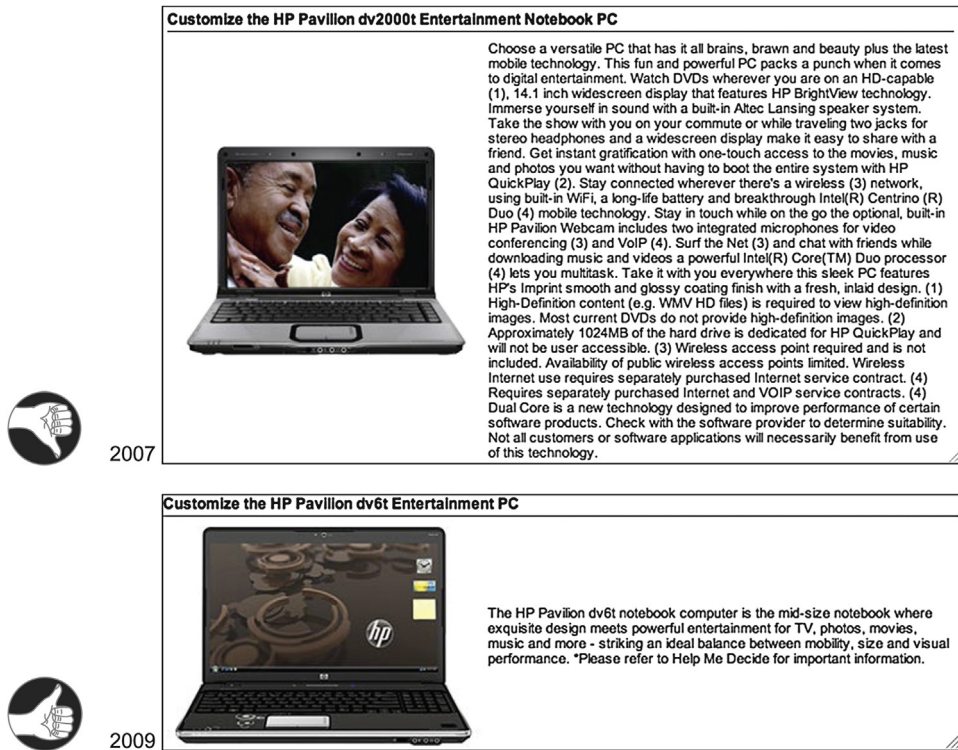 Customize the HP Pavilion dv2000t Entertainment Notebook PC
Choose a versatile PC that has it all brains, brawn and beauty plus the latest
mobile technology. This fun and powerful PC packs a punch when it comes
to digital entertainment. Watch DVDs wherever you are on an HD-capable
(1), 14.1 inch widescreen display that features HP BrightView technology.
Immerse yourself in sound with a built-in Altec Lansing speaker system.
Take the show with you on your commute or while traveling two jacks for
stereo headphones and a widescreen display make it easy to share with a
friend. Get instant gratification with one-touch access to the movies, music
and photos you want without having to boot the entire system with HP
QuickPlay (2). Stay connected wherever there's a wireless (3) network,
using built-in WiFi, a long-life battery and breakthrough Intel(R) Centrino (R)
Duo (4) mobile technology. Stay in touch while on the go the optional, built-in
HP Pavilion Webcam includes two integrated microphones for video
conferencing (3) and VoIP (4). Surf the Net (3) and chat with friends while
downloading music and videos a powerful Intel(R) Core(TM) Duo processor
(4) lets you multitask. Take it with you everywhere this sleek PC features
HP's Imprint smooth and glossy coating finish with a fresh, inlaid design. (1)
High-Definition content (e.g. WMV HD files) is required to view high-definition
images. Most current DVDs do not provide high-definition images. (2)
Approximately 1024MB of the hard drive is dedicated for HP QuickPlay and
will not be user accessible. (3) Wireless access point required and is not
included. Availability of public wireless access points limited. Wireless
Internet use requires separately purchased Internet service contract. (4)
Requires separately purchased Internet and VOIP service contracts. (4)
Dual Core is a new technology designed to improve performance of certain
software products. Check with the software provider to determine suitability.
Not all customers or software applications will necessarily benefit from use
of this technology.
2007
Customize the HP Pavilion dv6t Entertainment PC
hp
The HP Pavilion dv6t notebook computer is the mid-size notebook where
exquisite design meets powerful entertainment for TV, photos, movies,
music and more - striking an ideal balance between mobility, size and visual
performance. *Please refer to Help Me Decide for important information.
2009